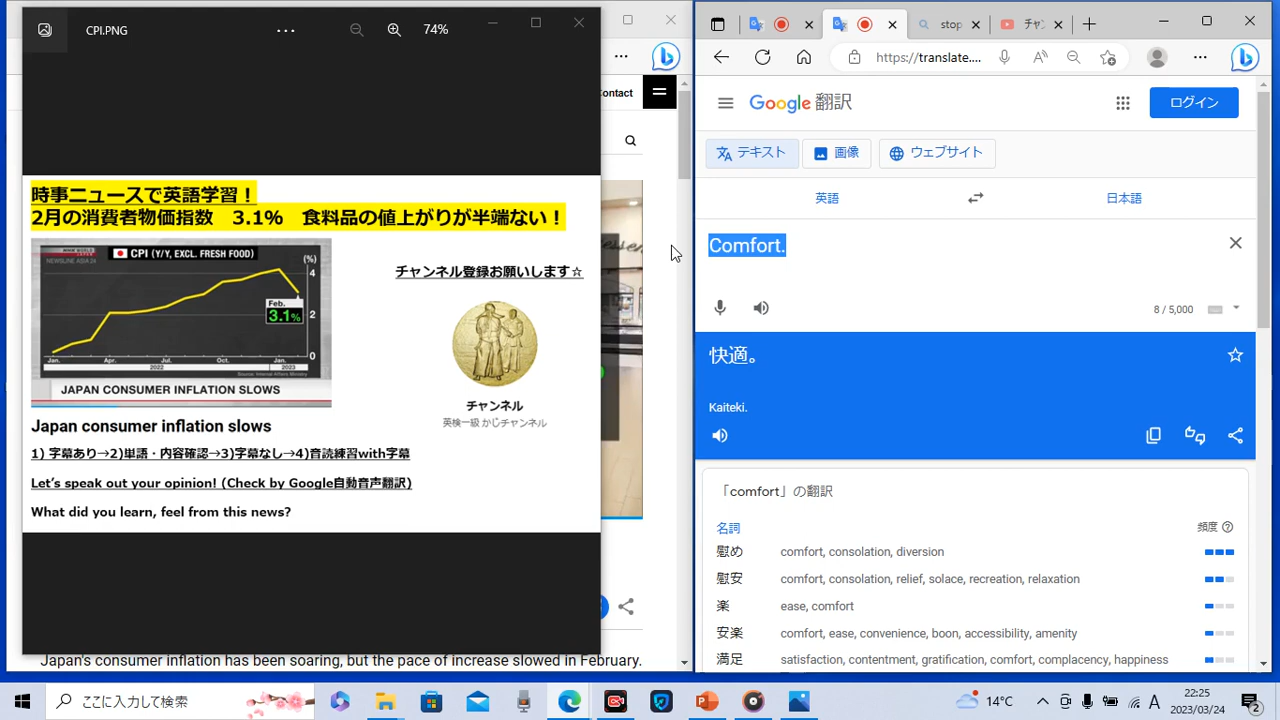 CPI.PNG
74%
時事ニュースで英語学習！
2月の消費者物価指数　3.1%　食料品の値上がりが半端ない！
NHK WORLD
NEWSLINE ASIA 24
CPI (Y/Y, EXCL. FRESH FOOD)
(%)
4
2
0
Feb.
3.1%
Jan. Apr. Jul. Oct. Jan.
2022 2023
Source: Internal Affairs Ministry
JAPAN CONSUMER INFLATION SLOWS
チャンネル登録お願いします☆
チャンネル
英検一級 かじチャンネル
Japan consumer inflation slows
1) 字幕あり→2)単語・内容確認→3)字幕なし→4)音読練習with字幕
Let's speak out your opinion! (Check by Google自動音声翻訳)
What did you learn, feel from this news?
ontact
Japan's consumer inflation has been soaring, but the pace of increase slowed in February.
stop
チャン
https://translate....
Google 翻訳
ログイン
テキスト
画像
ウェブサイト
英語
日本語
Comfort.
8 / 5,000
快適。
Kaiteki.
「comfort」の翻訳
名詞
頻度
慰め comfort, consolation, diversion
慰安 comfort, consolation, relief, solace, recreation, relaxation
楽 ease, comfort
安楽 comfort, ease, convenience, boon, accessibility, amenity
満足 satisfaction, contentment, gratification, comfort, complacency, happiness
ここに入力して検索
14°C
A
22:25
2023/03/24
2